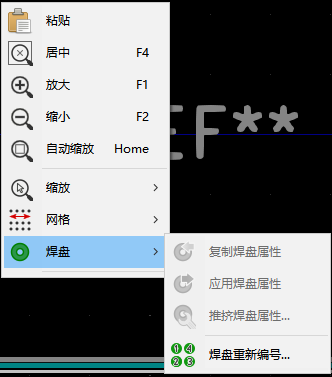 粘贴
居中 F4
放大 F1
缩小 F2
自动缩放 Home
缩放
网格
焊盘
EF**
复制焊盘属性
应用焊盘属性
推挤焊盘属性...
焊盘重新编号...